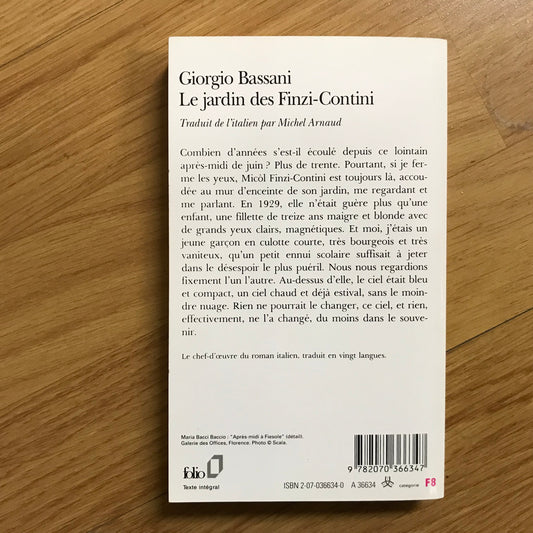 Giorgio Bassani
Le jardin des Finzi-Contini
Traduit de l'italien par Michel Arnaud
Combien d'années s'est-il écoulé depuis ce lointain
après-midi de juin ? Plus de trente. Pourtant, si je fer-
me les yeux, Micòl Finzi-Contini est toujours là, accou-
dée au mur d'enceinte de son jardin, me regardant et
me parlant. En 1929, elle n'était guère plus qu'une
enfant, une fillette de treize ans maigre et blonde avec
de grands yeux clairs, magnétiques. Et moi, j'étais un
jeune garçon en culotte courte, très bourgeois et très
vaniteux, qu'un petit ennui scolaire suffisait à jeter
dans le désespoir le plus puéril. Nous nous regardions
fixement l'un l'autre. Au-dessus d'elle, le ciel était bleu
et compact, un ciel chaud et déjà estival, sans le moin-
dre nuage. Rien ne pourrait le changer, ce ciel, et rien,
effectivement, ne l'a changé, du moins dans le souve-
nir.
Le chef-d'œuvre du roman italien, traduit en vingt langues.
Maria Bacci Baccio : "Après-midi à Fiesole" (détail).
Galerie des Offices, Florence. Photo © Scala.
folio
Texte intégral
9 782070 366347
ISBN 2-07-036634-0 A 36634 catégorie F8